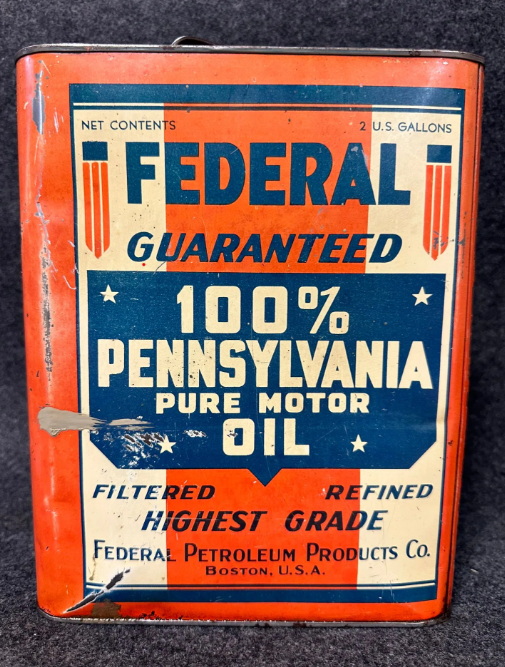 NET CONTENTS 2 U.S. GALLONS
FEDERAL
GUARANTEED
100%
PENNSYLVANIA
PURE MOTOR
OIL
FILTERED REFINED
HIGHEST GRADE
FEDERAL PETROLEUM PRODUCTS CO.
BOSTON, U.S.A.